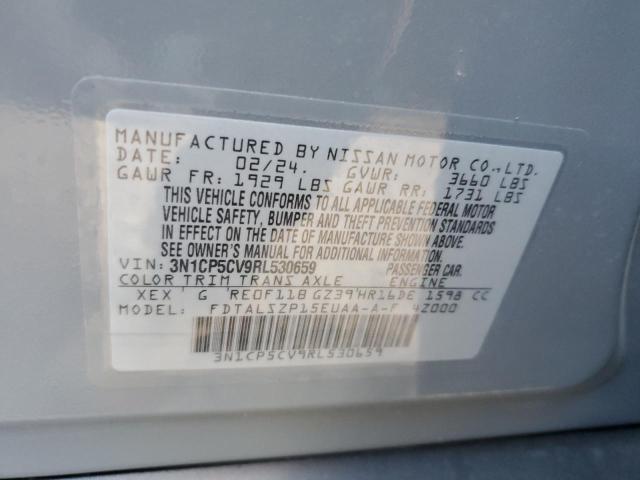 MANUFACTURED BY NISSAN MOTOR CO.,LTD.
DATE: 02/24. GVWR: 3660 LBS
GAWR FR: 1929 LBS GAWR RR: 1731 LBS
THIS VEHICLE CONFORMS TO ALL APPLICABLE FEDERAL MOTOR
VEHICLE SAFETY, BUMPER AND THEFT PREVENTION STANDARDS
IN EFFECT ON THE DATE OF MANUFACTURE SHOWN ABOVE.
SEE OWNER'S MANUAL FOR ADDITIONAL INFORMATION.
VIN: 3N1CP5CV9RL530659 PASSENGER CAR.
COLOR TRIM TRANS AXLE ENGINE
XEX G RE0F11B GZ39 HR16DE 1598 CC
FDTALSZP15EUAA-A-F 4Z000
3N1CP5CV9RL530659